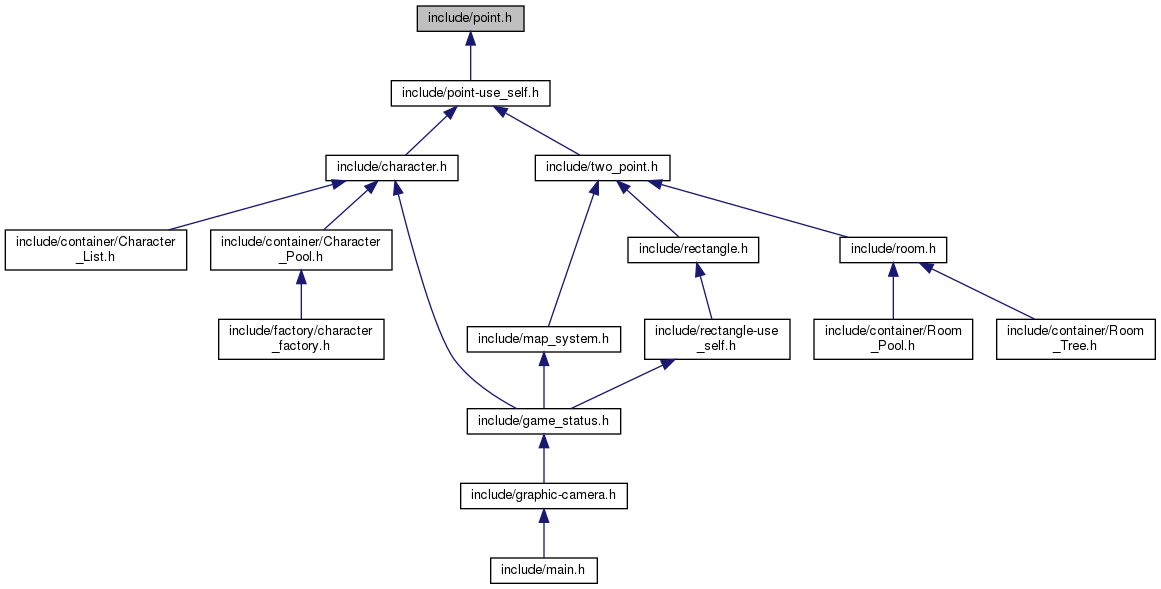 include/point.h
include/point-use_self.h
include/character.h
include/two_point.h
include/container/Character
_List.h
include/container/Character
_Pool.h
include/rectangle.h
include/room.h
include/factory/character
_factory.h
include/map_system.h
include/rectangle-use
_self.h
include/container/Room
_Pool.h
include/container/Room
_Tree.h
include/game_status.h
include/graphic-camera.h
include/main.h